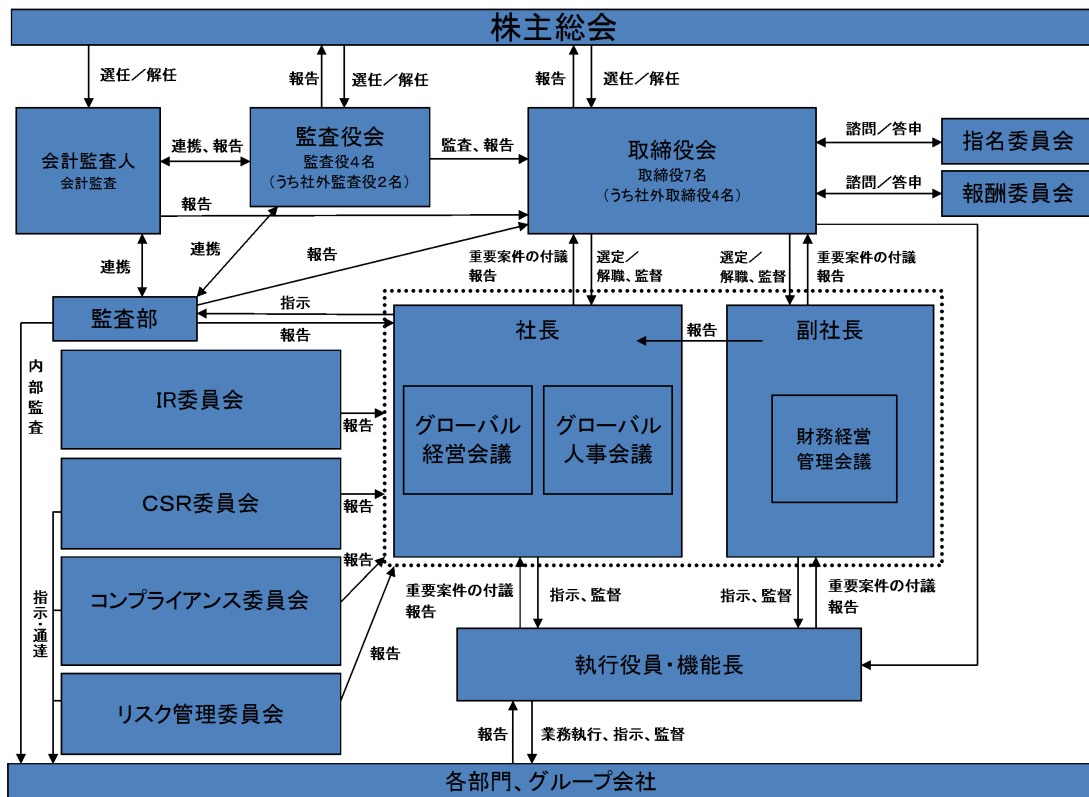 株主総会
選任／解任
報告
選任／解任
報告
選任／解任
会計監査人
会計監査
連携、報告
監査役会
監査役4名
（うち社外監査役２名）
監査、報告
取締役会
取締役7名
（うち社外取締役4名）
諮問／答申
指名委員会
諮問／答申
報酬委員会
報告
連携
連携
報告
重要案件の付議
報告
選定／
解職、監督
選定／
解職、監督
重要案件の付議
報告
監査部
指示
報告
内部監査
社長
報告
副社長
グローバル
経営会議
グローバル
人事会議
財務経営
管理会議
IR委員会
報告
CSR委員会
報告
コンプライアンス委員会
報告
リスク管理委員会
報告
指示・通達
重要案件の付議
報告
指示、監督
指示、監督
重要案件の付議
報告
執行役員・機能長
報告
業務執行、指示、監督
各部門、グループ会社